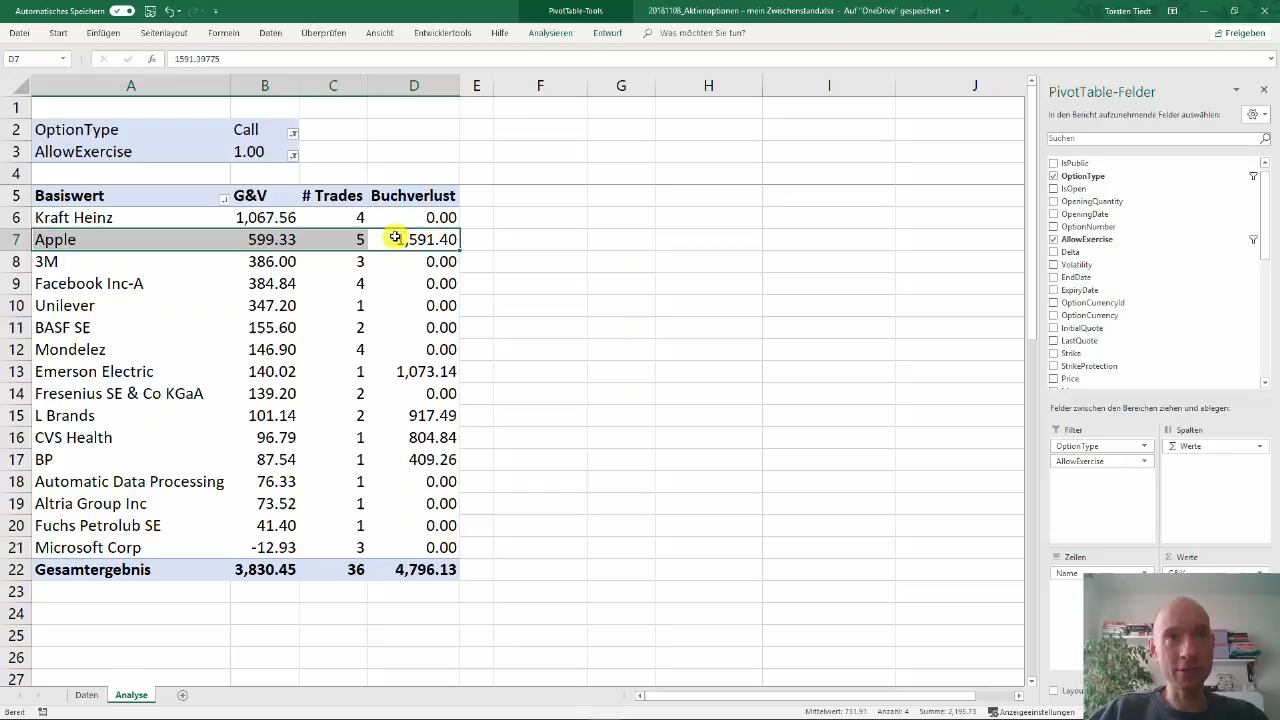 Automatisches Speichern
PivotTable-Tools
20181108_Aktienoptionen – mein Zwischenstand.xlsx - Auf "OneDrive" gespeichert
Torsten Tiedt
Datei Start Einfügen Seitenlayout Formeln Daten Überprüfen Ansicht Entwicklertools Hilfe Analysieren Entwurf Was möchten Sie tun? Freigeben
D7 fx 1591.39775
A B C D E F G H I J
1
2 OptionType Call
3 AllowExercise 1.00
4
5 Basiswert G&V # Trades Buchverlust
6 Kraft Heinz 1,067.56 4 0.00
7 Apple 599.33 5 1,591.40
8 3M 386.00 3 0.00
9 Facebook Inc-A 384.84 4 0.00
10 Unilever 347.20 1 0.00
11 BASF SE 155.60 2 0.00
12 Mondelez 146.90 4 0.00
13 Emerson Electric 140.02 1 1,073.14
14 Fresenius SE & Co KGaA 139.20 2 0.00
15 L Brands 101.14 2 917.49
16 CVS Health 96.79 1 804.84
17 BP 87.54 1 409.26
18 Automatic Data Processing 76.33 1 0.00
19 Altria Group Inc 73.52 1 0.00
20 Fuchs Petrolub SE 41.40 1 0.00
21 Microsoft Corp -12.93 3 0.00
22 Gesamtergebnis 3,830.45 36 4,796.13
23
24
25
26
27
PivotTable-Felder
In den Bericht aufzunehmende Felder auswählen:
Suchen
IsPublic
OptionType
IsOpen
OpeningQuantity
OpeningDate
OptionNumber
AllowExercise
Delta
Volatility
EndDate
ExpiryDate
OptionCurrencyId
OptionCurrency
InitialQuote
LastQuote
Strike
StrikeProtection
Price
Felder zwischen den Bereichen ziehen und ablegen:
Filter
Spalten
OptionType
Σ Werte
AllowExercise
Zeilen
Σ Werte
Name
Daten Analyse
Bereit
Mittelwert: 731.91 Anzahl: 4 Summe: 2,195.73 Anzeigeeinstellungen